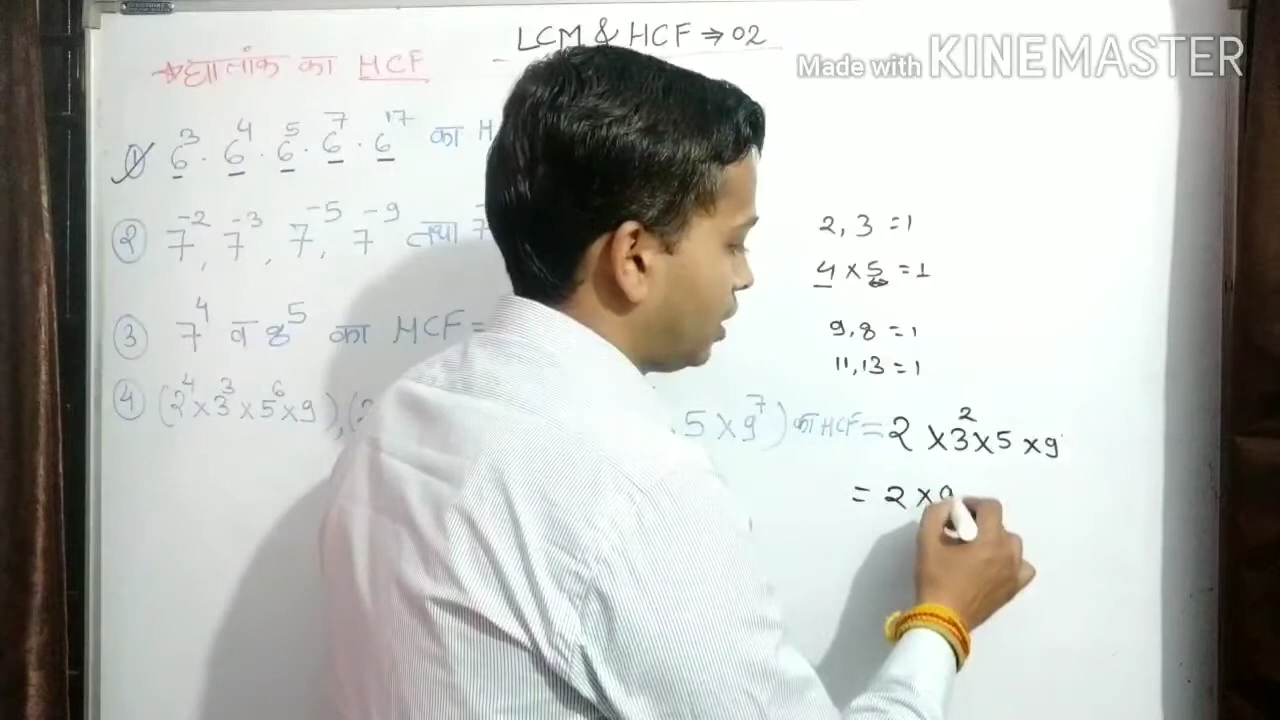 LCM & HCF ⇒ 02
Made with KINEMASTER
→ घातांक का HCF
① 6³ . 6⁴ . 6⁵ . 6⁷ . 6¹⁷ का H
② 7⁻², 7⁻³, 7⁻⁵, 7⁻⁹ तथा 7
③ 7⁴ व 8⁵ का HCF =
④ (2⁴ × 3³ × 5⁶ × 9), ( . 5 × 9⁷) का HCF = 2 × 3² × 5 × 9
= 2 × 9
2, 3 = 1
4 × 5 = 1
9, 8 = 1
11, 13 = 1